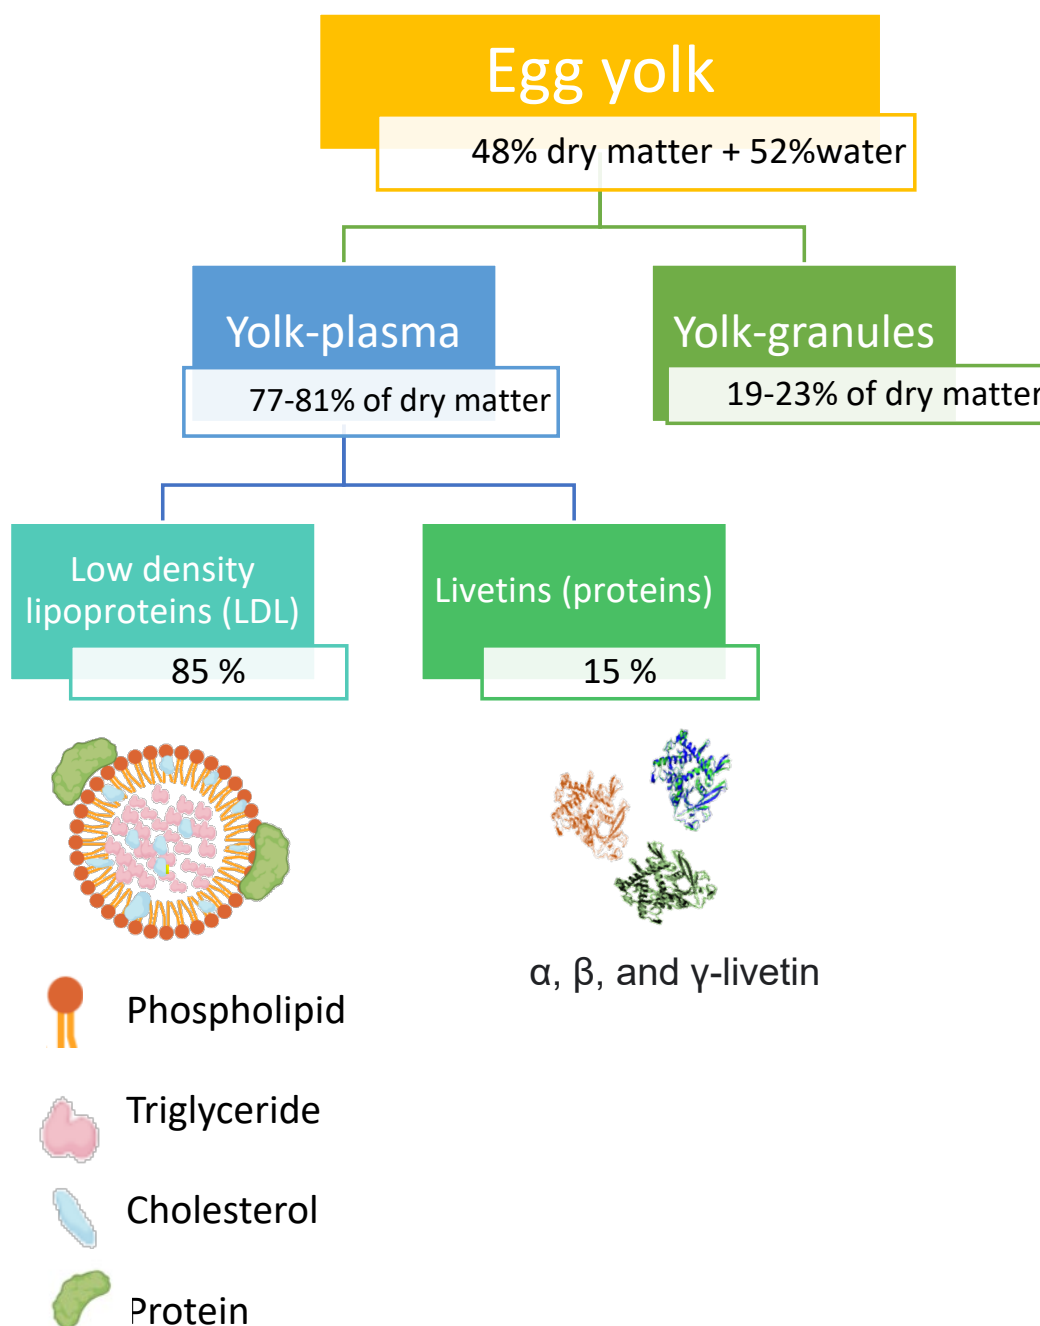 Egg yolk
48% dry matter + 52%water
Yolk-plasma
77-81% of dry matter
Yolk-granules
19-23% of dry matter
Low density
lipoproteins (LDL)
85 %
Livetins (proteins)
15 %
α, β, and γ-livetin
Phospholipid
Triglyceride
Cholesterol
Protein